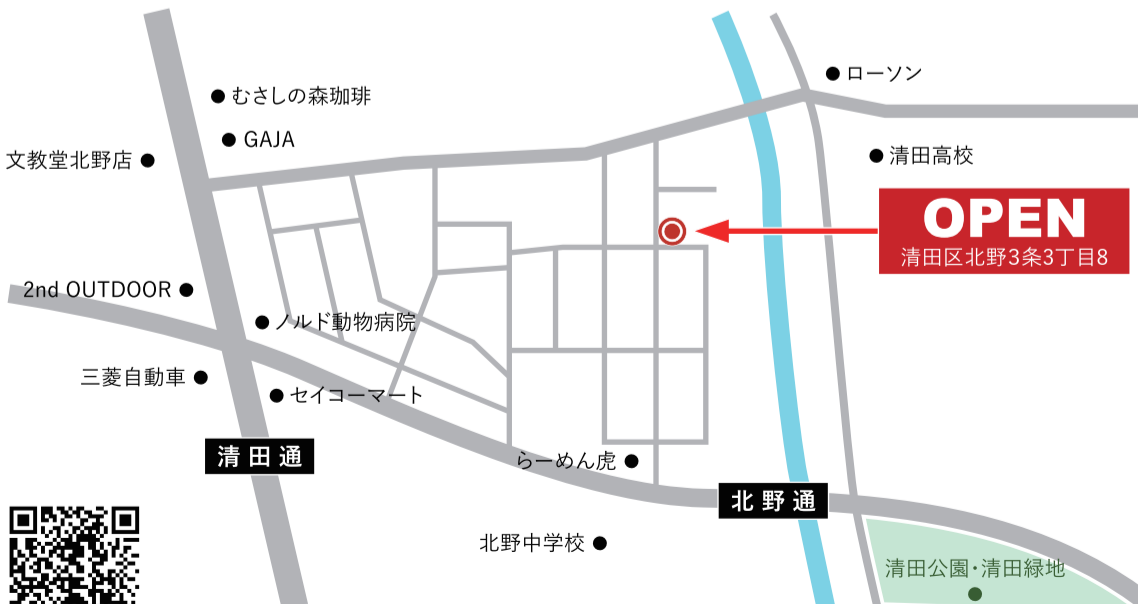 ローソン
むさしの森珈琲
GAJA
文教堂北野店
清田高校
OPEN
清田区北野3条3丁目8
2nd OUTDOOR
ノルド動物病院
三菱自動車
セイコーマート
清田通
らーめん虎
北野通
北野中学校
清田公園・清田緑地